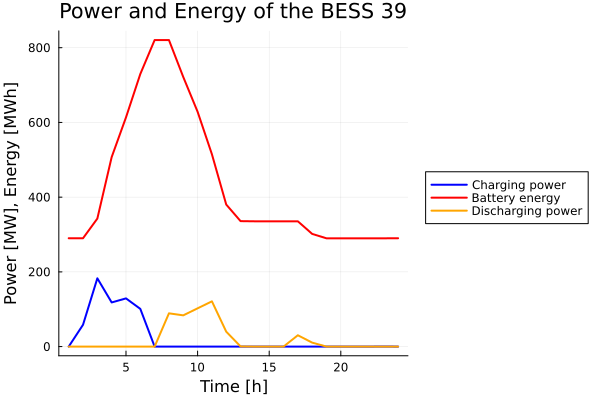 Power and Energy of the BESS 39
Power [MW], Energy [MWh]
800
600
400
200
0
5
10
15
20
Time [h]
Charging power
Battery energy
Discharging power